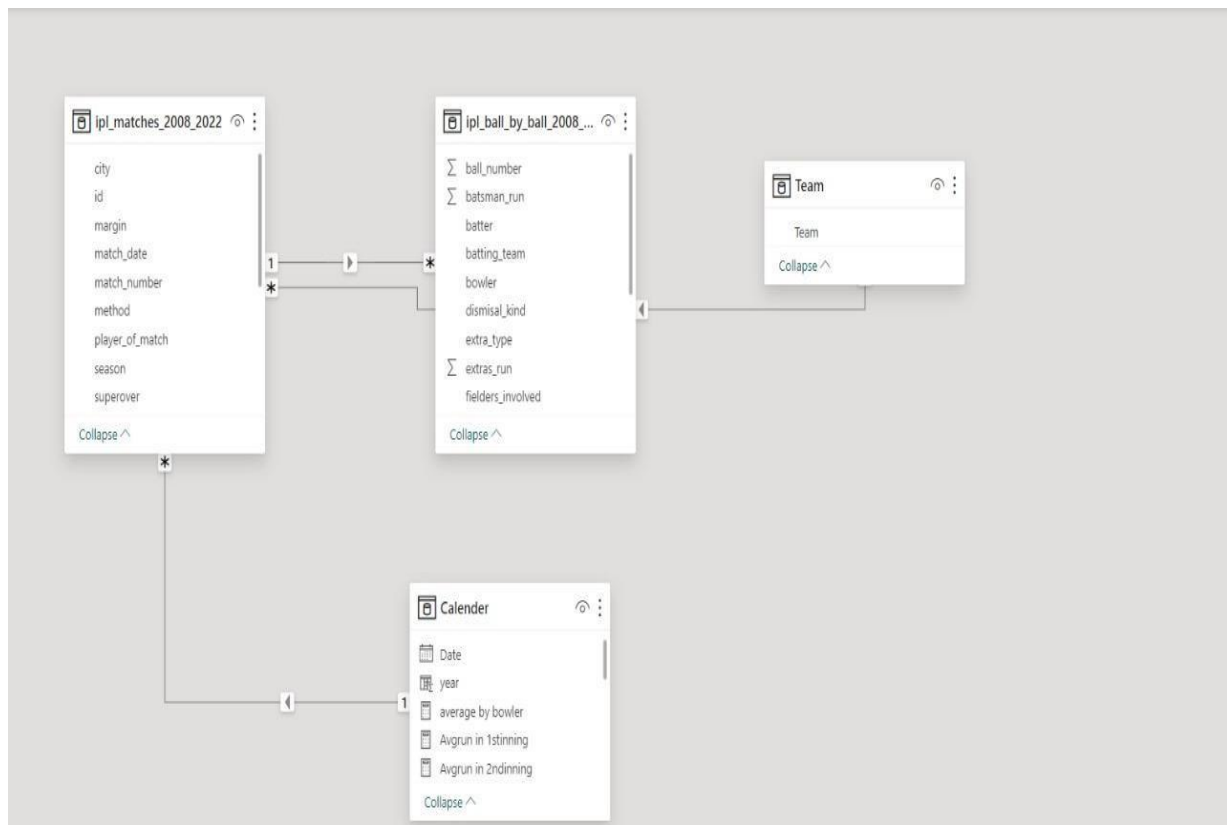 ipl_matches_2008_2022
city
id
margin
match_date
match_number
method
player_of_match
season
superover
Collapse
1
*
*
ipl_ball_by_ball_2008_...
ball_number
batsman_run
batter
batting_team
bowler
dismisal_kind
extra_type
extras_run
fielders_involved
Collapse
Team
Team
Collapse
*
1
Calender
Date
year
average by bowler
Avgrun in 1stinning
Avgrun in 2ndinning
Collapse